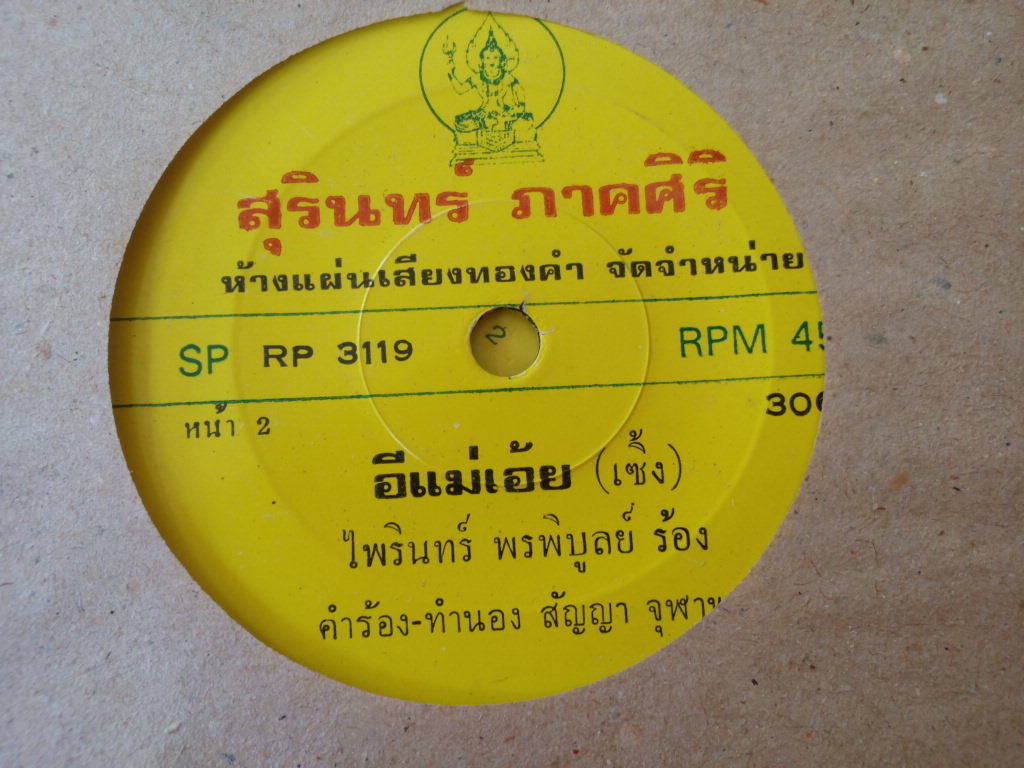 สุรินทร์ ภาคศิริ
ห้างแผ่นเสียงทองคำ จัดจำหน่าย
SP RP 3119 2 RPM 45
หน้า 2
อีแม่เอ้ย (เซิ้ง)
ไพรินทร์ พรพิบูลย์ ร้อง
คำร้อง-ทำนอง สัญญา